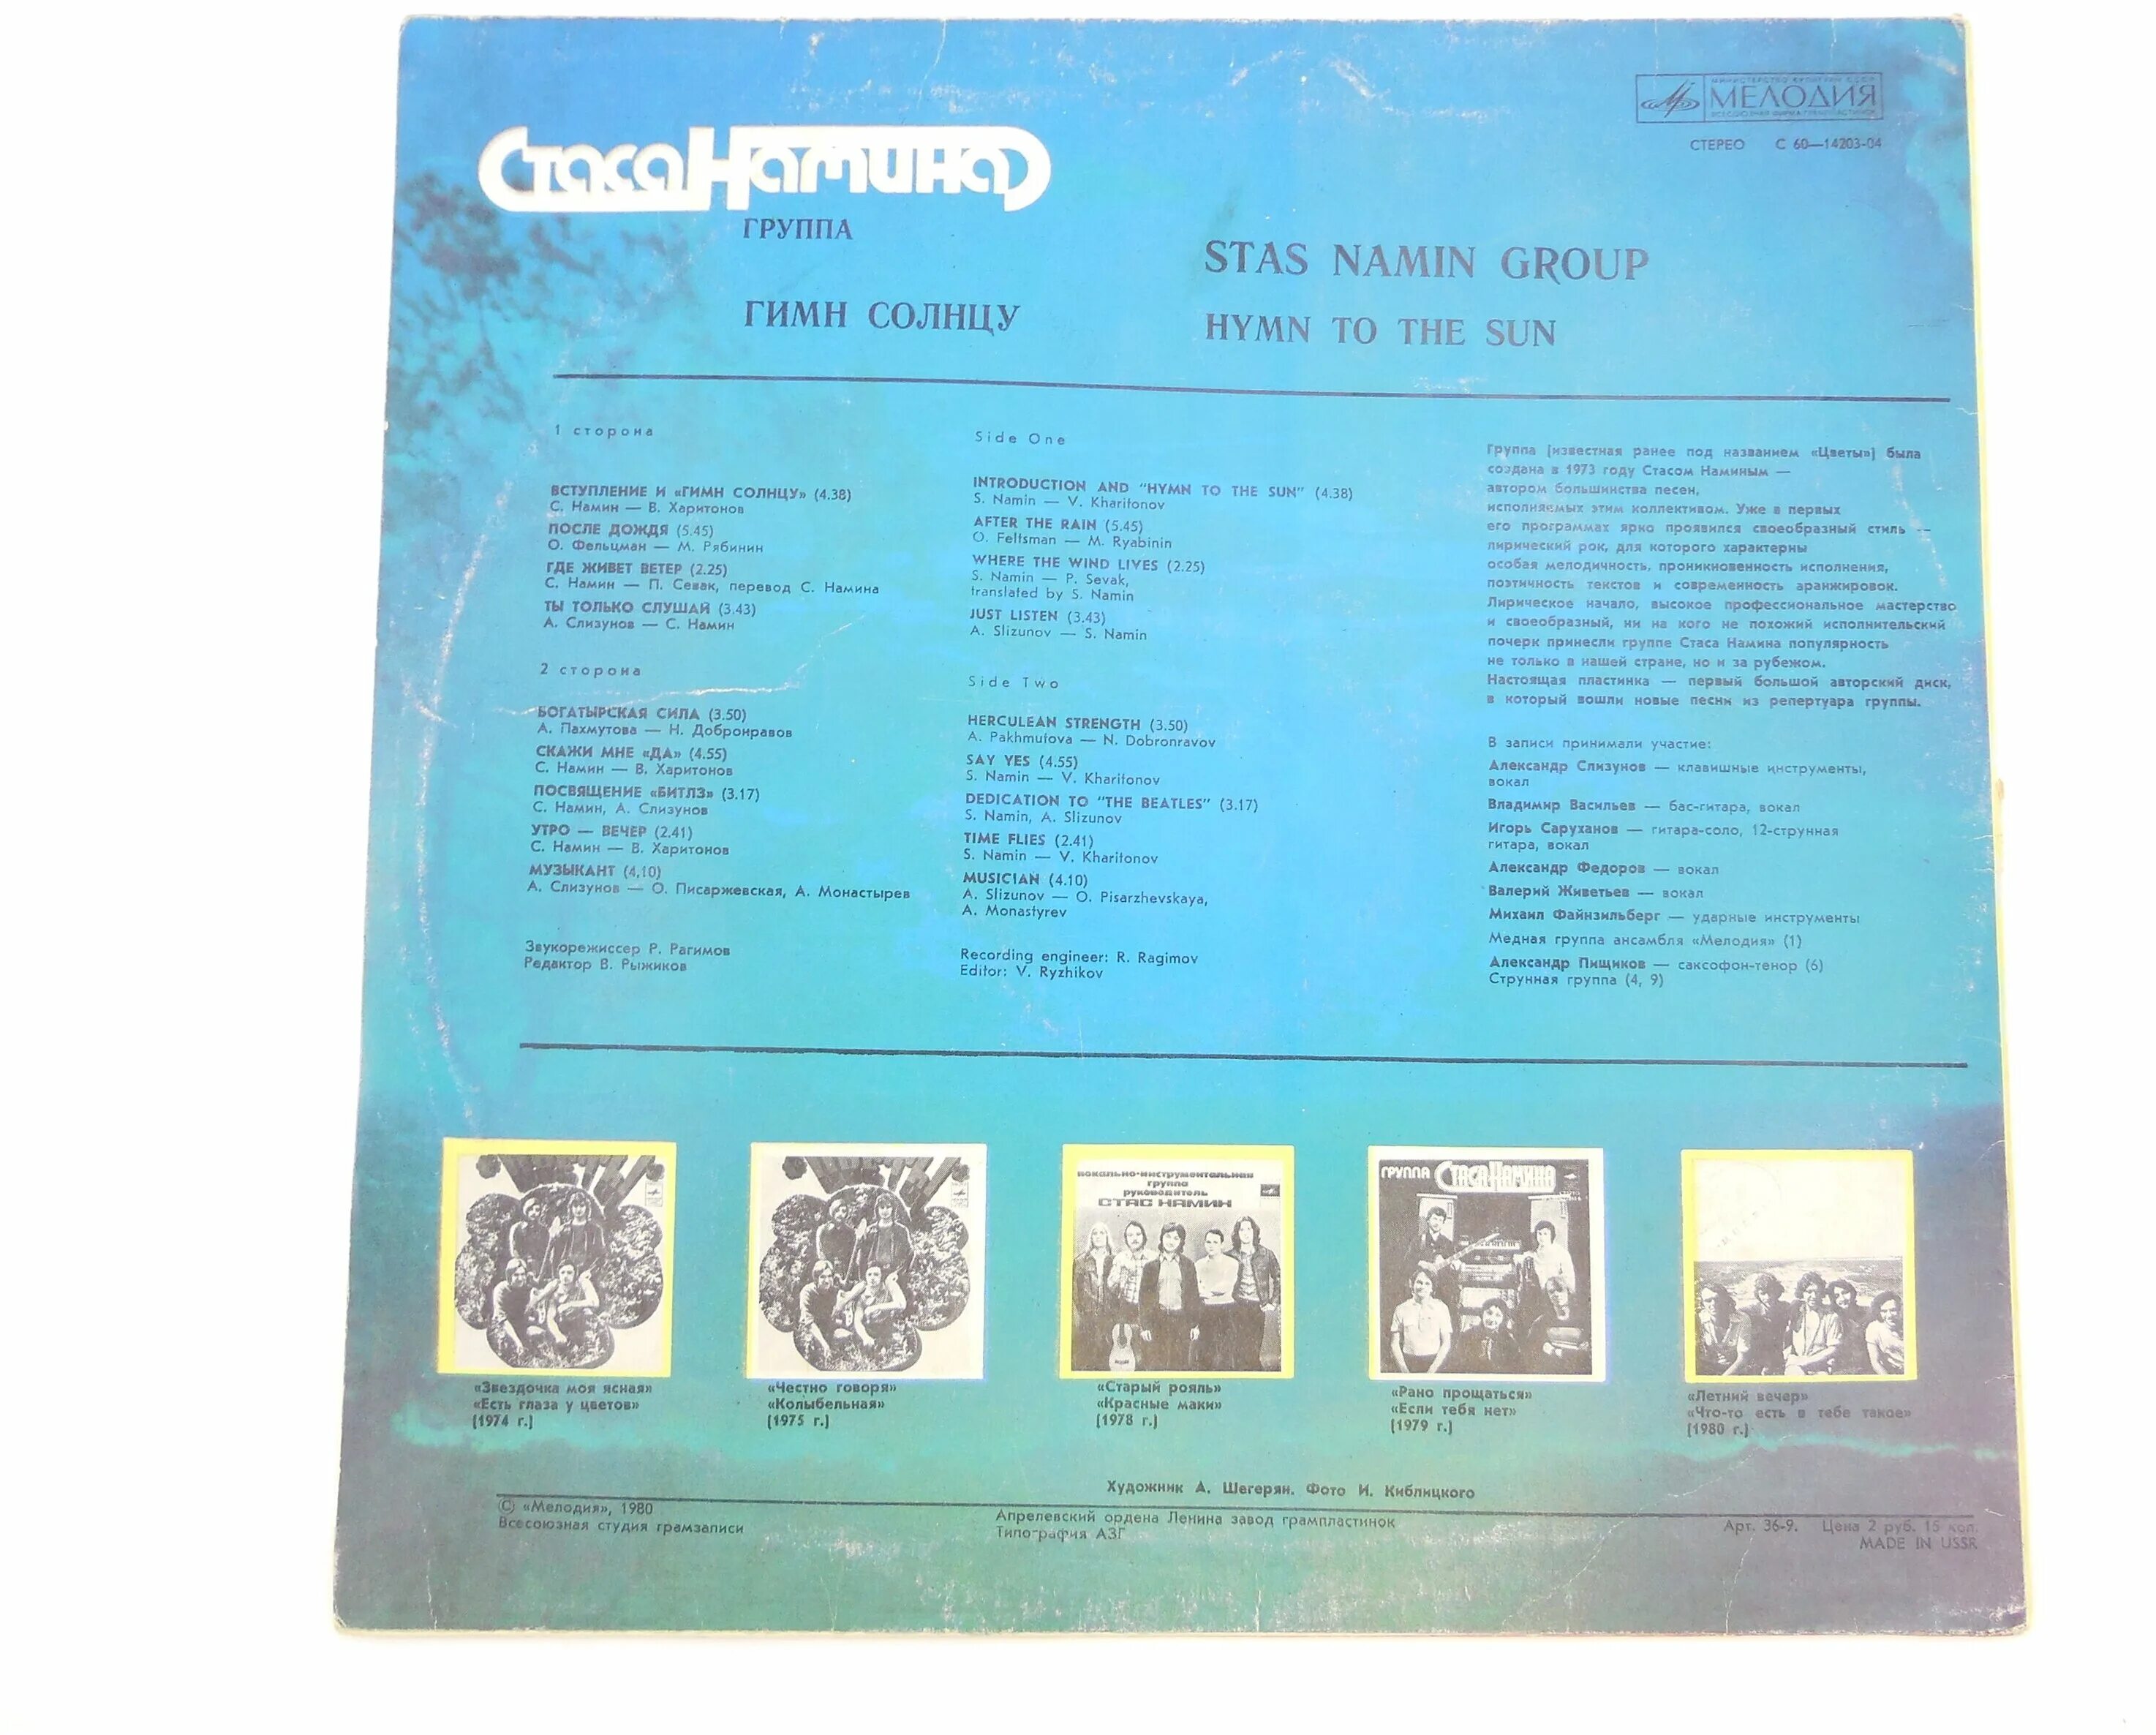 МИНИСТЕРСТВО КУЛЬТУРЫ СССР
МЕЛОДИЯ
ВСЕСОЮЗНАЯ ФИРМА ГРАМПЛАСТИНОК
СТЕРЕО С 60—14203-04
Стаса Намина
ГРУППА
STAS NAMIN GROUP
ГИМН СОЛНЦУ
HYMN TO THE SUN
1 сторона
ВСТУПЛЕНИЕ И «ГИМН СОЛНЦУ» (4.38)
С. Намин — В. Харитонов
ПОСЛЕ ДОЖДЯ (5.45)
О. Фельцман — М. Рябинин
ГДЕ ЖИВЕТ ВЕТЕР (2.25)
С. Намин — П. Севак, перевод С. Намина
ТЫ ТОЛЬКО СЛУШАЙ (3.43)
А. Слизунов — С. Намин
2 сторона
БОГАТЫРСКАЯ СИЛА (3.50)
А. Пахмутова — Н. Добронравов
СКАЖИ МНЕ «ДА» (4.55)
С. Намин — В. Харитонов
ПОСВЯЩЕНИЕ «БИТЛЗ» (3.17)
С. Намин, А. Слизунов
УТРО — ВЕЧЕР (2.41)
С. Намин — В. Харитонов
МУЗЫКАНТ (4.10)
А. Слизунов — О. Писаржевская, А. Монастырев
Звукорежиссер Р. Рагимов
Редактор В. Рыжиков
Side One
INTRODUCTION AND "HYMN TO THE SUN" (4.38)
S. Namin — V. Kharitonov
AFTER THE RAIN (5.45)
O. Feltsman — M. Ryabinin
WHERE THE WIND LIVES (2.25)
S. Namin — P. Sevak,
translated by S. Namin
JUST LISTEN (3.43)
A. Slizunov — S. Namin
Side Two
HERCULEAN STRENGTH (3.50)
A. Pakhmutova — N. Dobronravov
SAY YES (4.55)
S. Namin — V. Kharitonov
DEDICATION TO "THE BEATLES" (3.17)
S. Namin, A. Slizunov
TIME FLIES (2.41)
S. Namin — V. Kharitonov
MUSICIAN (4.10)
A. Slizunov — O. Pisarzhevskaya,
A. Monastyrev
Recording engineer: R. Ragimov
Editor: V. Ryzhikov
Группа [известная ранее под названием «Цветы»] была
создана в 1973 году Стасом Наминым —
автором большинства песен,
исполняемых этим коллективом. Уже в первых
его программах ярко проявился своеобразный стиль —
лирический рок, для которого характерны
особая мелодичность, проникновенность исполнения,
поэтичность текстов и современность аранжировок.
Лирическое начало, высокое профессиональное мастерство
и своеобразный, ни на кого не похожий исполнительский
почерк принесли группе Стаса Намина популярность
не только в нашей стране, но и за рубежом.
Настоящая пластинка — первый большой авторский диск,
в который вошли новые песни из репертуара группы.
В записи принимали участие:
Александр Слизунов — клавишные инструменты,
вокал
Владимир Васильев — бас-гитара, вокал
Игорь Саруханов — гитара-соло, 12-струнная
гитара, вокал
Александр Федоров — вокал
Валерий Живетьев — вокал
Михаил Файнзильберг — ударные инструменты
Медная группа ансамбля «Мелодия» (1)
Александр Пищиков — саксофон-тенор (6)
Струнная группа (4, 9)
вокально-инструментальная
группа
руководитель
СТАС НАМИН
ГРУППА Стаса Намина
«Звездочка моя ясная»
«Есть глаза у цветов»
[1974 г.]
«Честно говоря»
«Колыбельная»
[1975 г.]
«Старый рояль»
«Красные маки»
[1978 г.]
«Рано прощаться»
«Если тебя нет»
[1979 г.]
«Летний вечер»
«Что-то есть в тебе такое»
[1980 г.]
Художник А. Шегерян. Фото И. Киблицкого
© «Мелодия», 1980
Всесоюзная студия грамзаписи
Апрелевский ордена Ленина завод грампластинок
Типография АЗГ
Арт. 36-9. Цена 2 руб. 15 коп.
MADE IN USSR